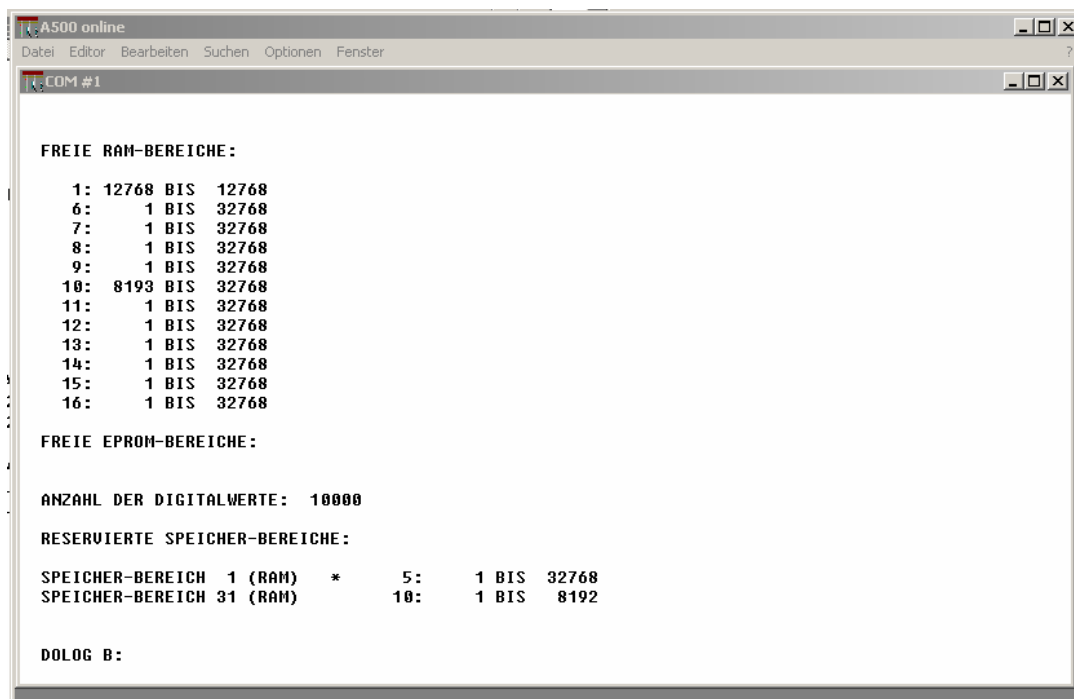 A500 online
Datei Editor Bearbeiten Suchen Optionen Fenster ?
COM #1
FREIE RAM-BEREICHE:
1: 12768 BIS 12768
6: 1 BIS 32768
7: 1 BIS 32768
8: 1 BIS 32768
9: 1 BIS 32768
10: 8193 BIS 32768
11: 1 BIS 32768
12: 1 BIS 32768
13: 1 BIS 32768
14: 1 BIS 32768
15: 1 BIS 32768
16: 1 BIS 32768
FREIE EPROM-BEREICHE:
ANZAHL DER DIGITALWERTE: 10000
RESERVIERTE SPEICHER-BEREICHE:
SPEICHER-BEREICH 1 (RAM) * 5: 1 BIS 32768
SPEICHER-BEREICH 31 (RAM) 10: 1 BIS 8192
DOLOG B: